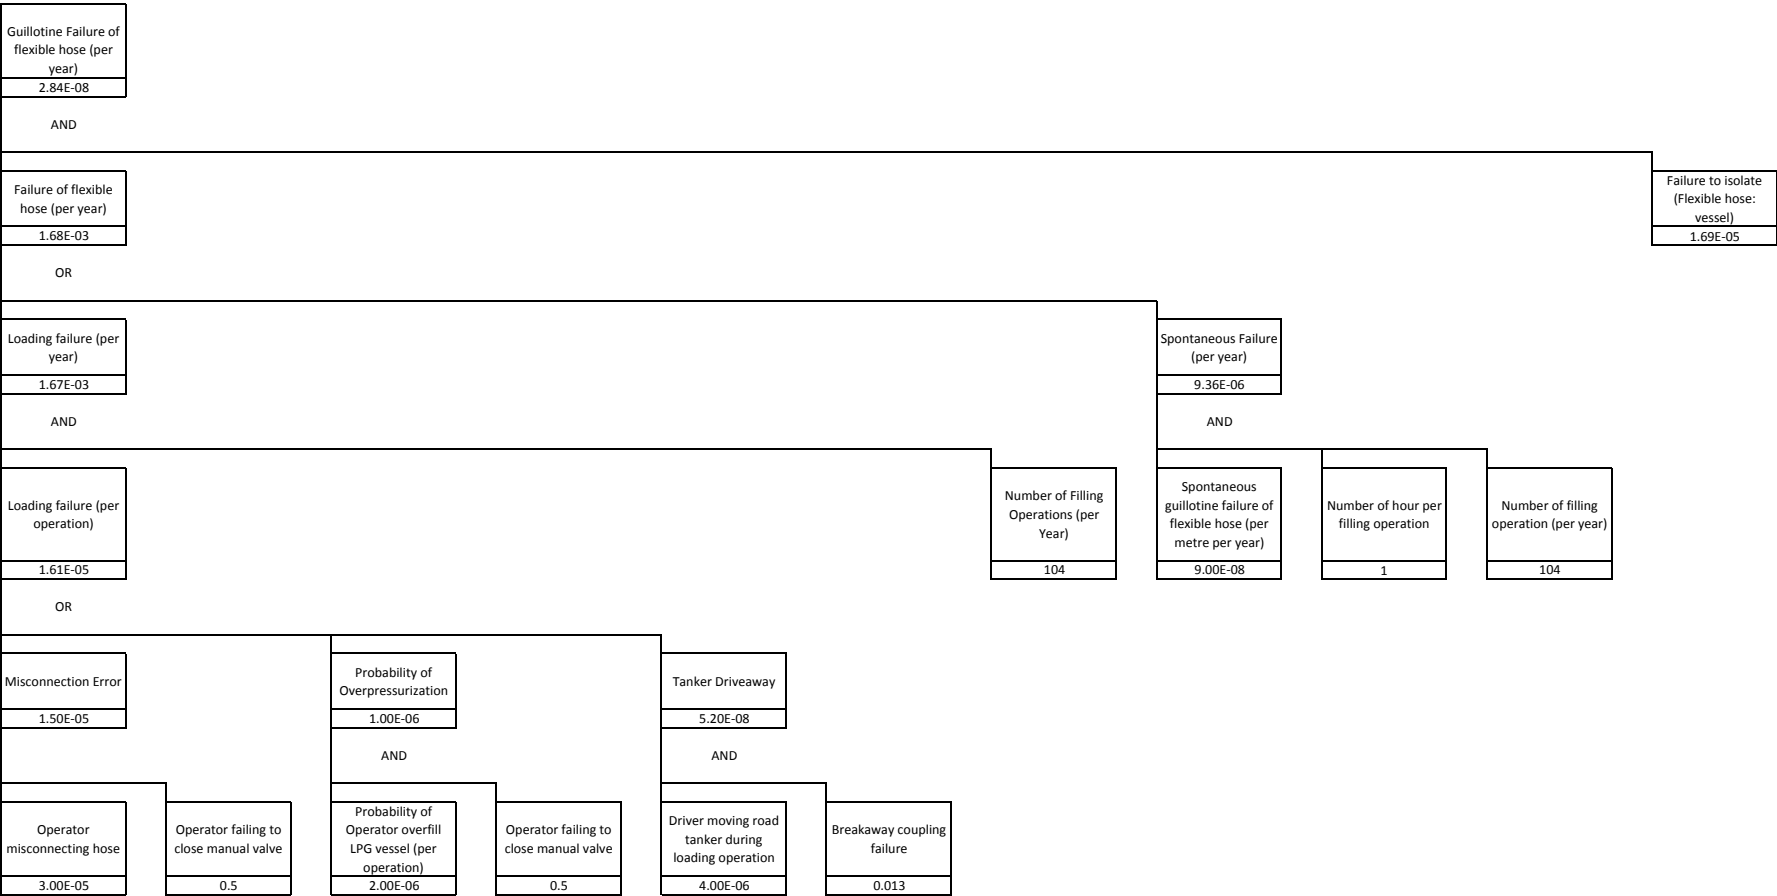 Guillotine Failure of
flexible hose (per
year)
2.84E-08
AND
Failure of flexible
hose (per year)
1.68E-03
Failure to isolate
(Flexible hose:
vessel)
1.69E-05
OR
Loading failure (per
year)
1.67E-03
Spontaneous Failure
(per year)
9.36E-06
AND
AND
Loading failure (per
operation)
1.61E-05
Number of Filling
Operations (per
Year)
104
Spontaneous
guillotine failure of
flexible hose (per
metre per year)
9.00E-08
Number of hour per
filling operation
1
Number of filling
operation (per year)
104
OR
Misconnection Error
1.50E-05
Probability of
Overpressurization
1.00E-06
Tanker Driveaway
5.20E-08
AND
AND
Operator
misconnecting hose
3.00E-05
Operator failing to
close manual valve
0.5
Probability of
Operator overfill
LPG vessel (per
operation)
2.00E-06
Operator failing to
close manual valve
0.5
Driver moving road
tanker during
loading operation
4.00E-06
Breakaway coupling
failure
0.013